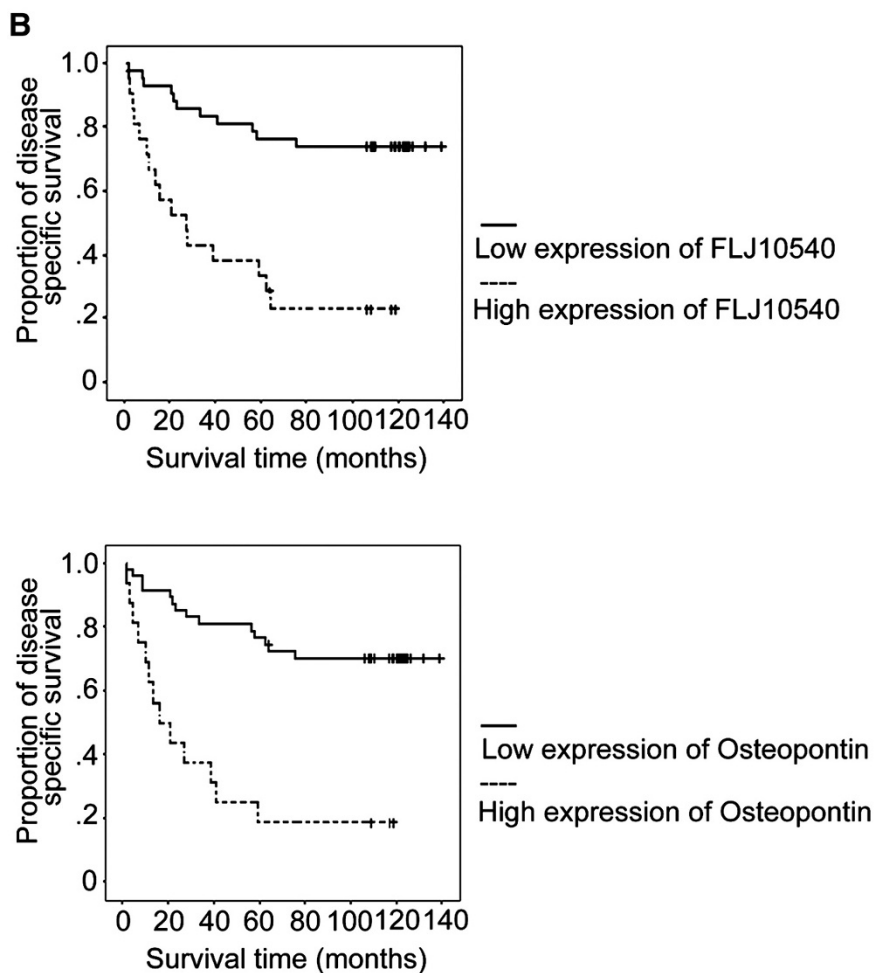 B
Proportion of disease
specific survival
1.0
.8
.6
.4
.2
0
0 20 40 60 80 100 120 140
Survival time (months)
Low expression of FLJ10540
High expression of FLJ10540
Proportion of disease
specific survival
1.0
.8
.6
.4
.2
0
0 20 40 60 80 100 120 140
Survival time (months)
Low expression of Osteopontin
High expression of Osteopontin